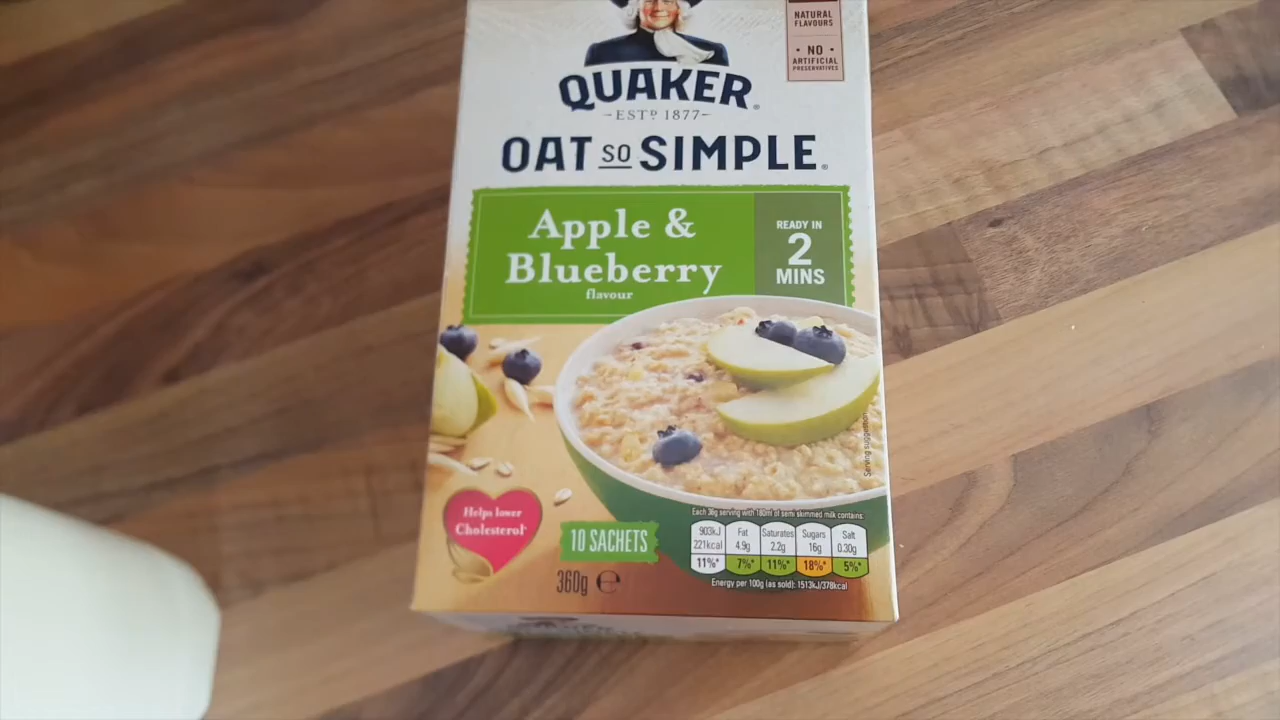 NATURAL
FLAVOURS
• NO •
ARTIFICIAL
PRESERVATIVES
QUAKER®
-ESTD 1877-
OAT SO SIMPLE®
Apple &
Blueberry
flavour
READY IN
2
MINS
Serving suggestion
Helps lower
Cholesterol*
10 SACHETS
360g ℮
Each 36g serving with 180ml of semi skimmed milk contains:
903kJ Fat Saturates Sugars Salt
221kcal 4.9g 2.2g 16g 0.30g
11%* 7%* 11%* 18%* 5%*
Energy per 100g (as sold): 1513kJ/378kcal